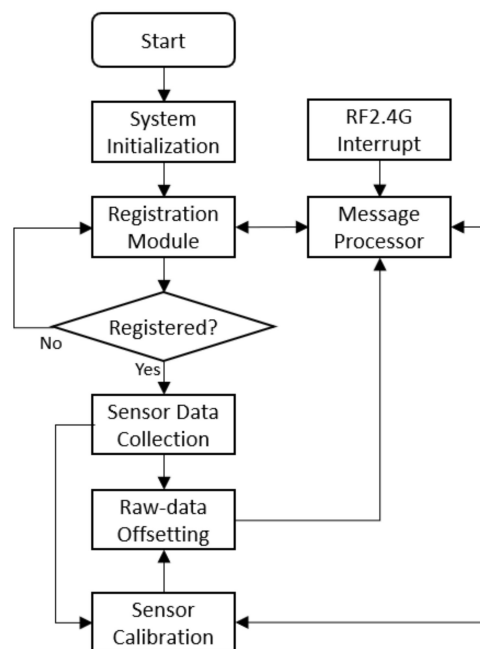 Start
System
Initialization
RF2.4G
Interrupt
Registration
Module
Message
Processor
Registered?
No
Yes
Sensor Data
Collection
Raw-data
Offsetting
Sensor
Calibration